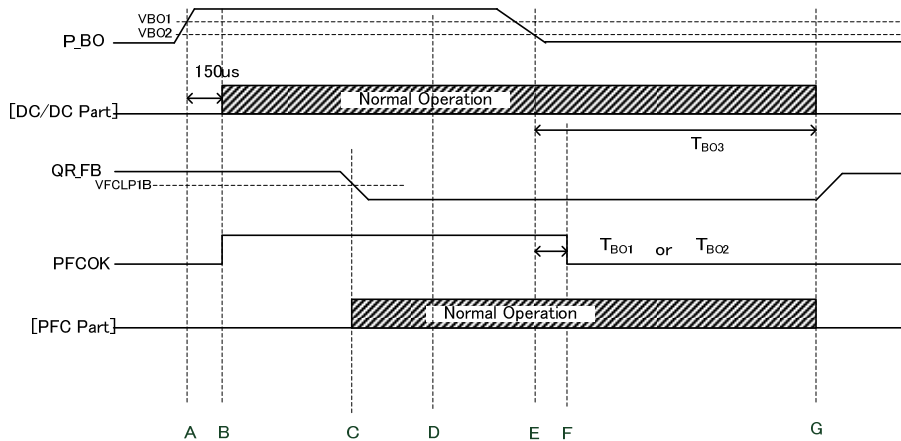 VBO1
VBO2
P_BO
150us
Normal Operation
[DC/DC Part]
TBO3
QR_FB
VFCLP1B
TBO1 or TBO2
PFCOK
Normal Operation
[PFC Part]
A B C D E F G